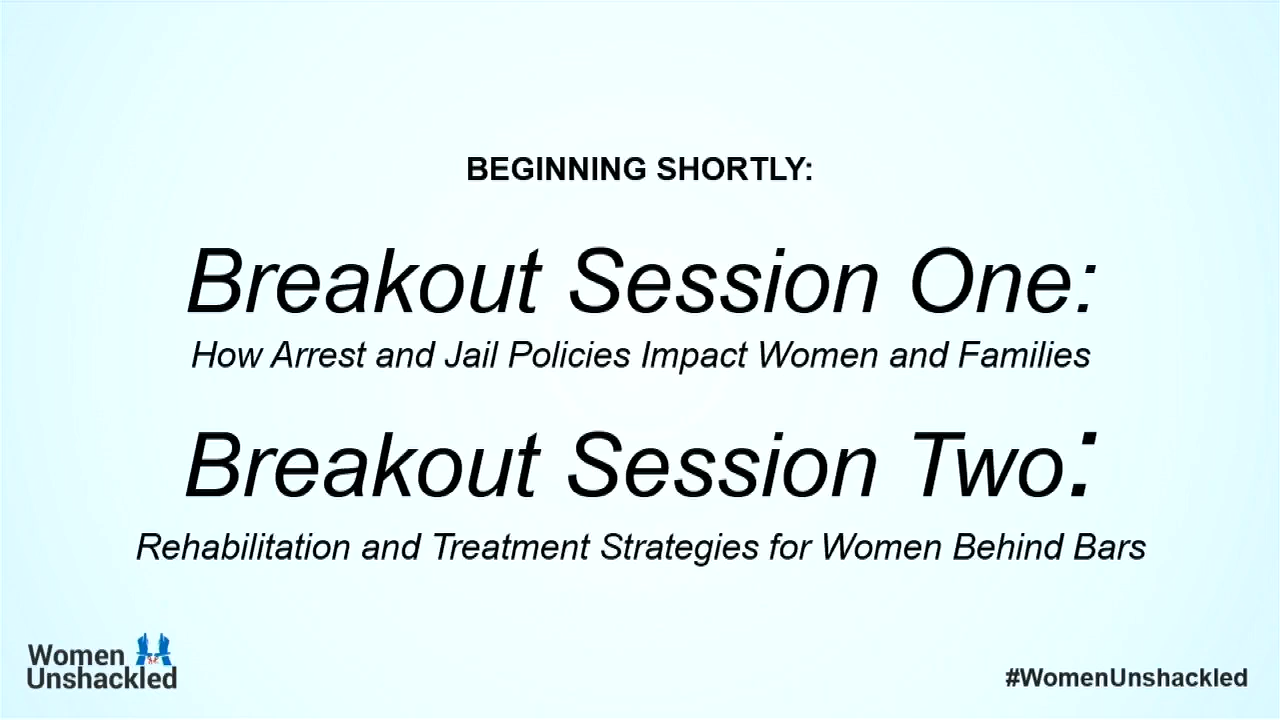 BEGINNING SHORTLY:
Breakout Session One:
How Arrest and Jail Policies Impact Women and Families
Breakout Session Two:
Rehabilitation and Treatment Strategies for Women Behind Bars
Women
Unshackled
#WomenUnshackled